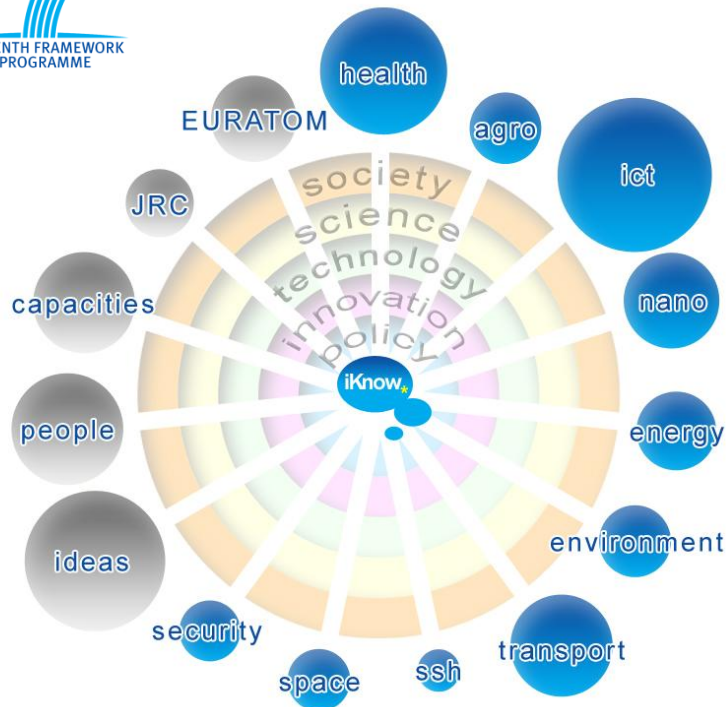 NTH FRAMEWORK
PROGRAMME
health
EURATOM
agro
ict
society
JRC
science
technology
capacities
nano
innovation
policy
iKnow*
people
energy
environment
ideas
security
transport
ssh
space